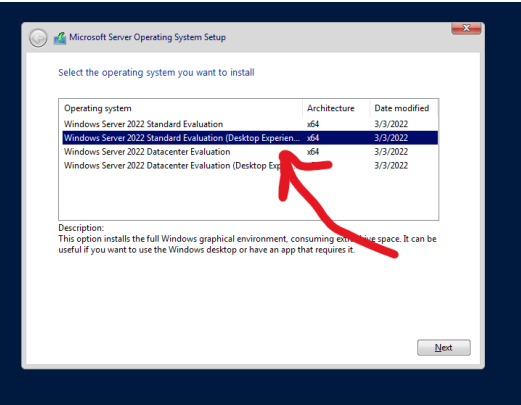 Microsoft Server Operating System Setup
Select the operating system you want to install
Operating system Architecture Date modified
Windows Server 2022 Standard Evaluation x64 3/3/2022
Windows Server 2022 Standard Evaluation (Desktop Experien... x64 3/3/2022
Windows Server 2022 Datacenter Evaluation x64 3/3/2022
Windows Server 2022 Datacenter Evaluation (Desktop Exp 3/3/2022
Description:
This option installs the full Windows graphical environment, consuming extra drive space. It can be
useful if you want to use the Windows desktop or have an app that requires it.
Next